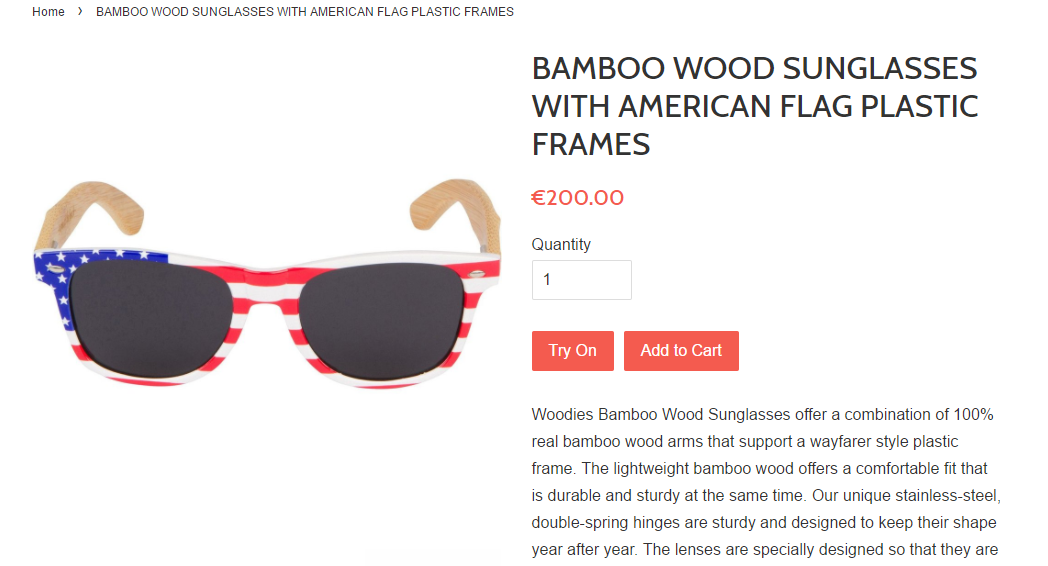 Home › BAMBOO WOOD SUNGLASSES WITH AMERICAN FLAG PLASTIC FRAMES
BAMBOO WOOD SUNGLASSES
WITH AMERICAN FLAG PLASTIC
FRAMES
€200.00
Quantity
1
Try On
Add to Cart
Woodies Bamboo Wood Sunglasses offer a combination of 100%
real bamboo wood arms that support a wayfarer style plastic
frame. The lightweight bamboo wood offers a comfortable fit that
is durable and sturdy at the same time. Our unique stainless-steel,
double-spring hinges are sturdy and designed to keep their shape
year after year. The lenses are specially designed so that they are